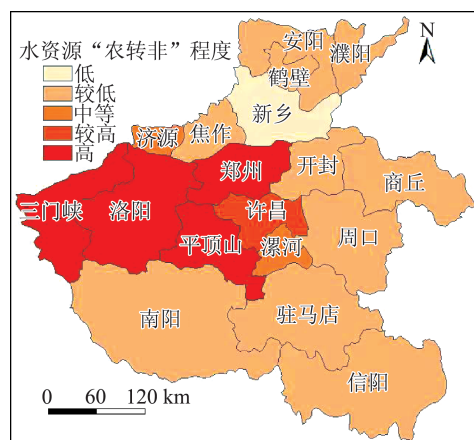 水资源“农转非”程度
低
较低
中等
较高
高
N
安阳
濮阳
鹤壁
新乡
济源
焦作
郑州
开封
商丘
三门峡
洛阳
许昌
平顶山
漯河
周口
南阳
驻马店
信阳
0 60 120 km